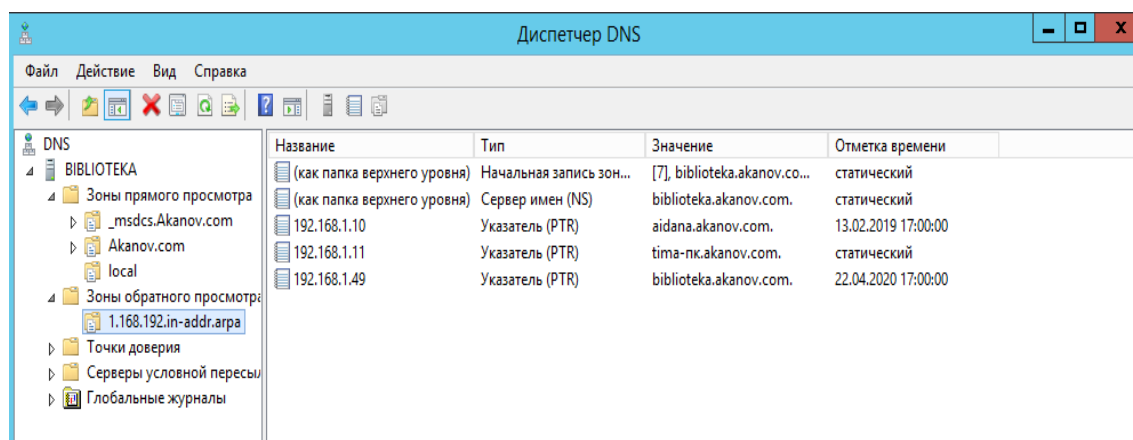 Диспетчер DNS
Файл Действие Вид Справка
DNS
BIBLIOTEKA
Зоны прямого просмотра
_msdcs.Akanov.com
Akanov.com
local
Зоны обратного просмотра
1.168.192.in-addr.arpa
Точки доверия
Серверы условной пересыл
Глобальные журналы
Название Тип Значение Отметка времени
(как папка верхнего уровня) Начальная запись зон... [7], biblioteka.akanov.co... статический
(как папка верхнего уровня) Сервер имен (NS) biblioteka.akanov.com. статический
192.168.1.10 Указатель (PTR) aidana.akanov.com. 13.02.2019 17:00:00
192.168.1.11 Указатель (PTR) tima-пк.akanov.com. статический
192.168.1.49 Указатель (PTR) biblioteka.akanov.com. 22.04.2020 17:00:00